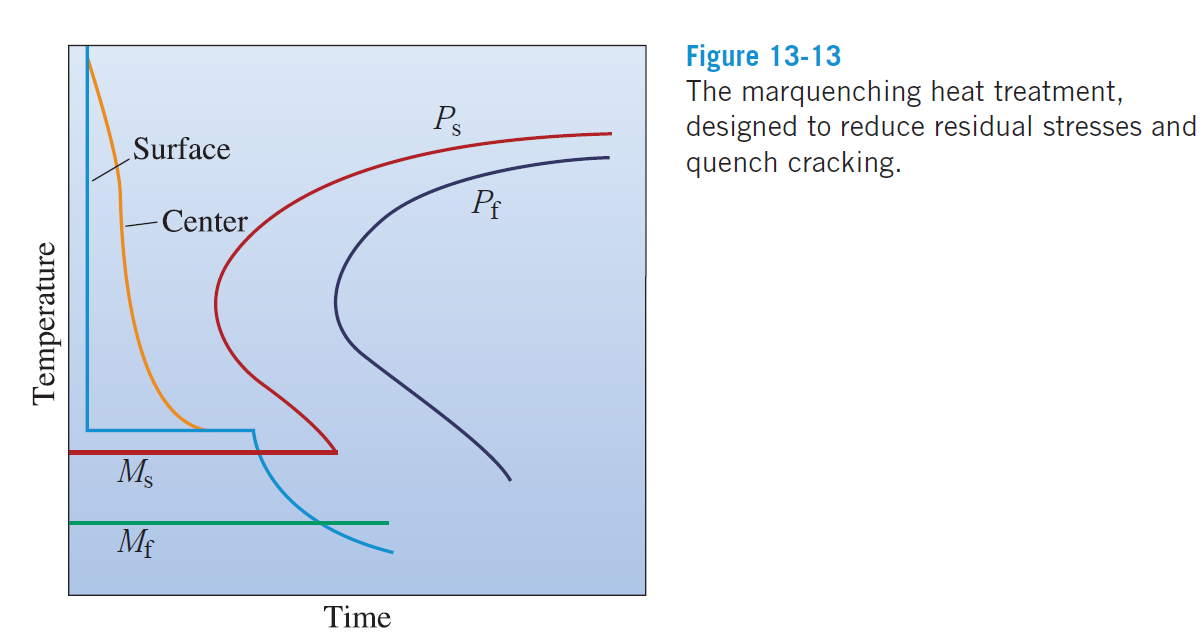 Figure 13-13
The marquenching heat treatment,
designed to reduce residual stresses and
quench cracking.
Ps
Surface
Pf
Center
Temperature
Ms
Mf
Time